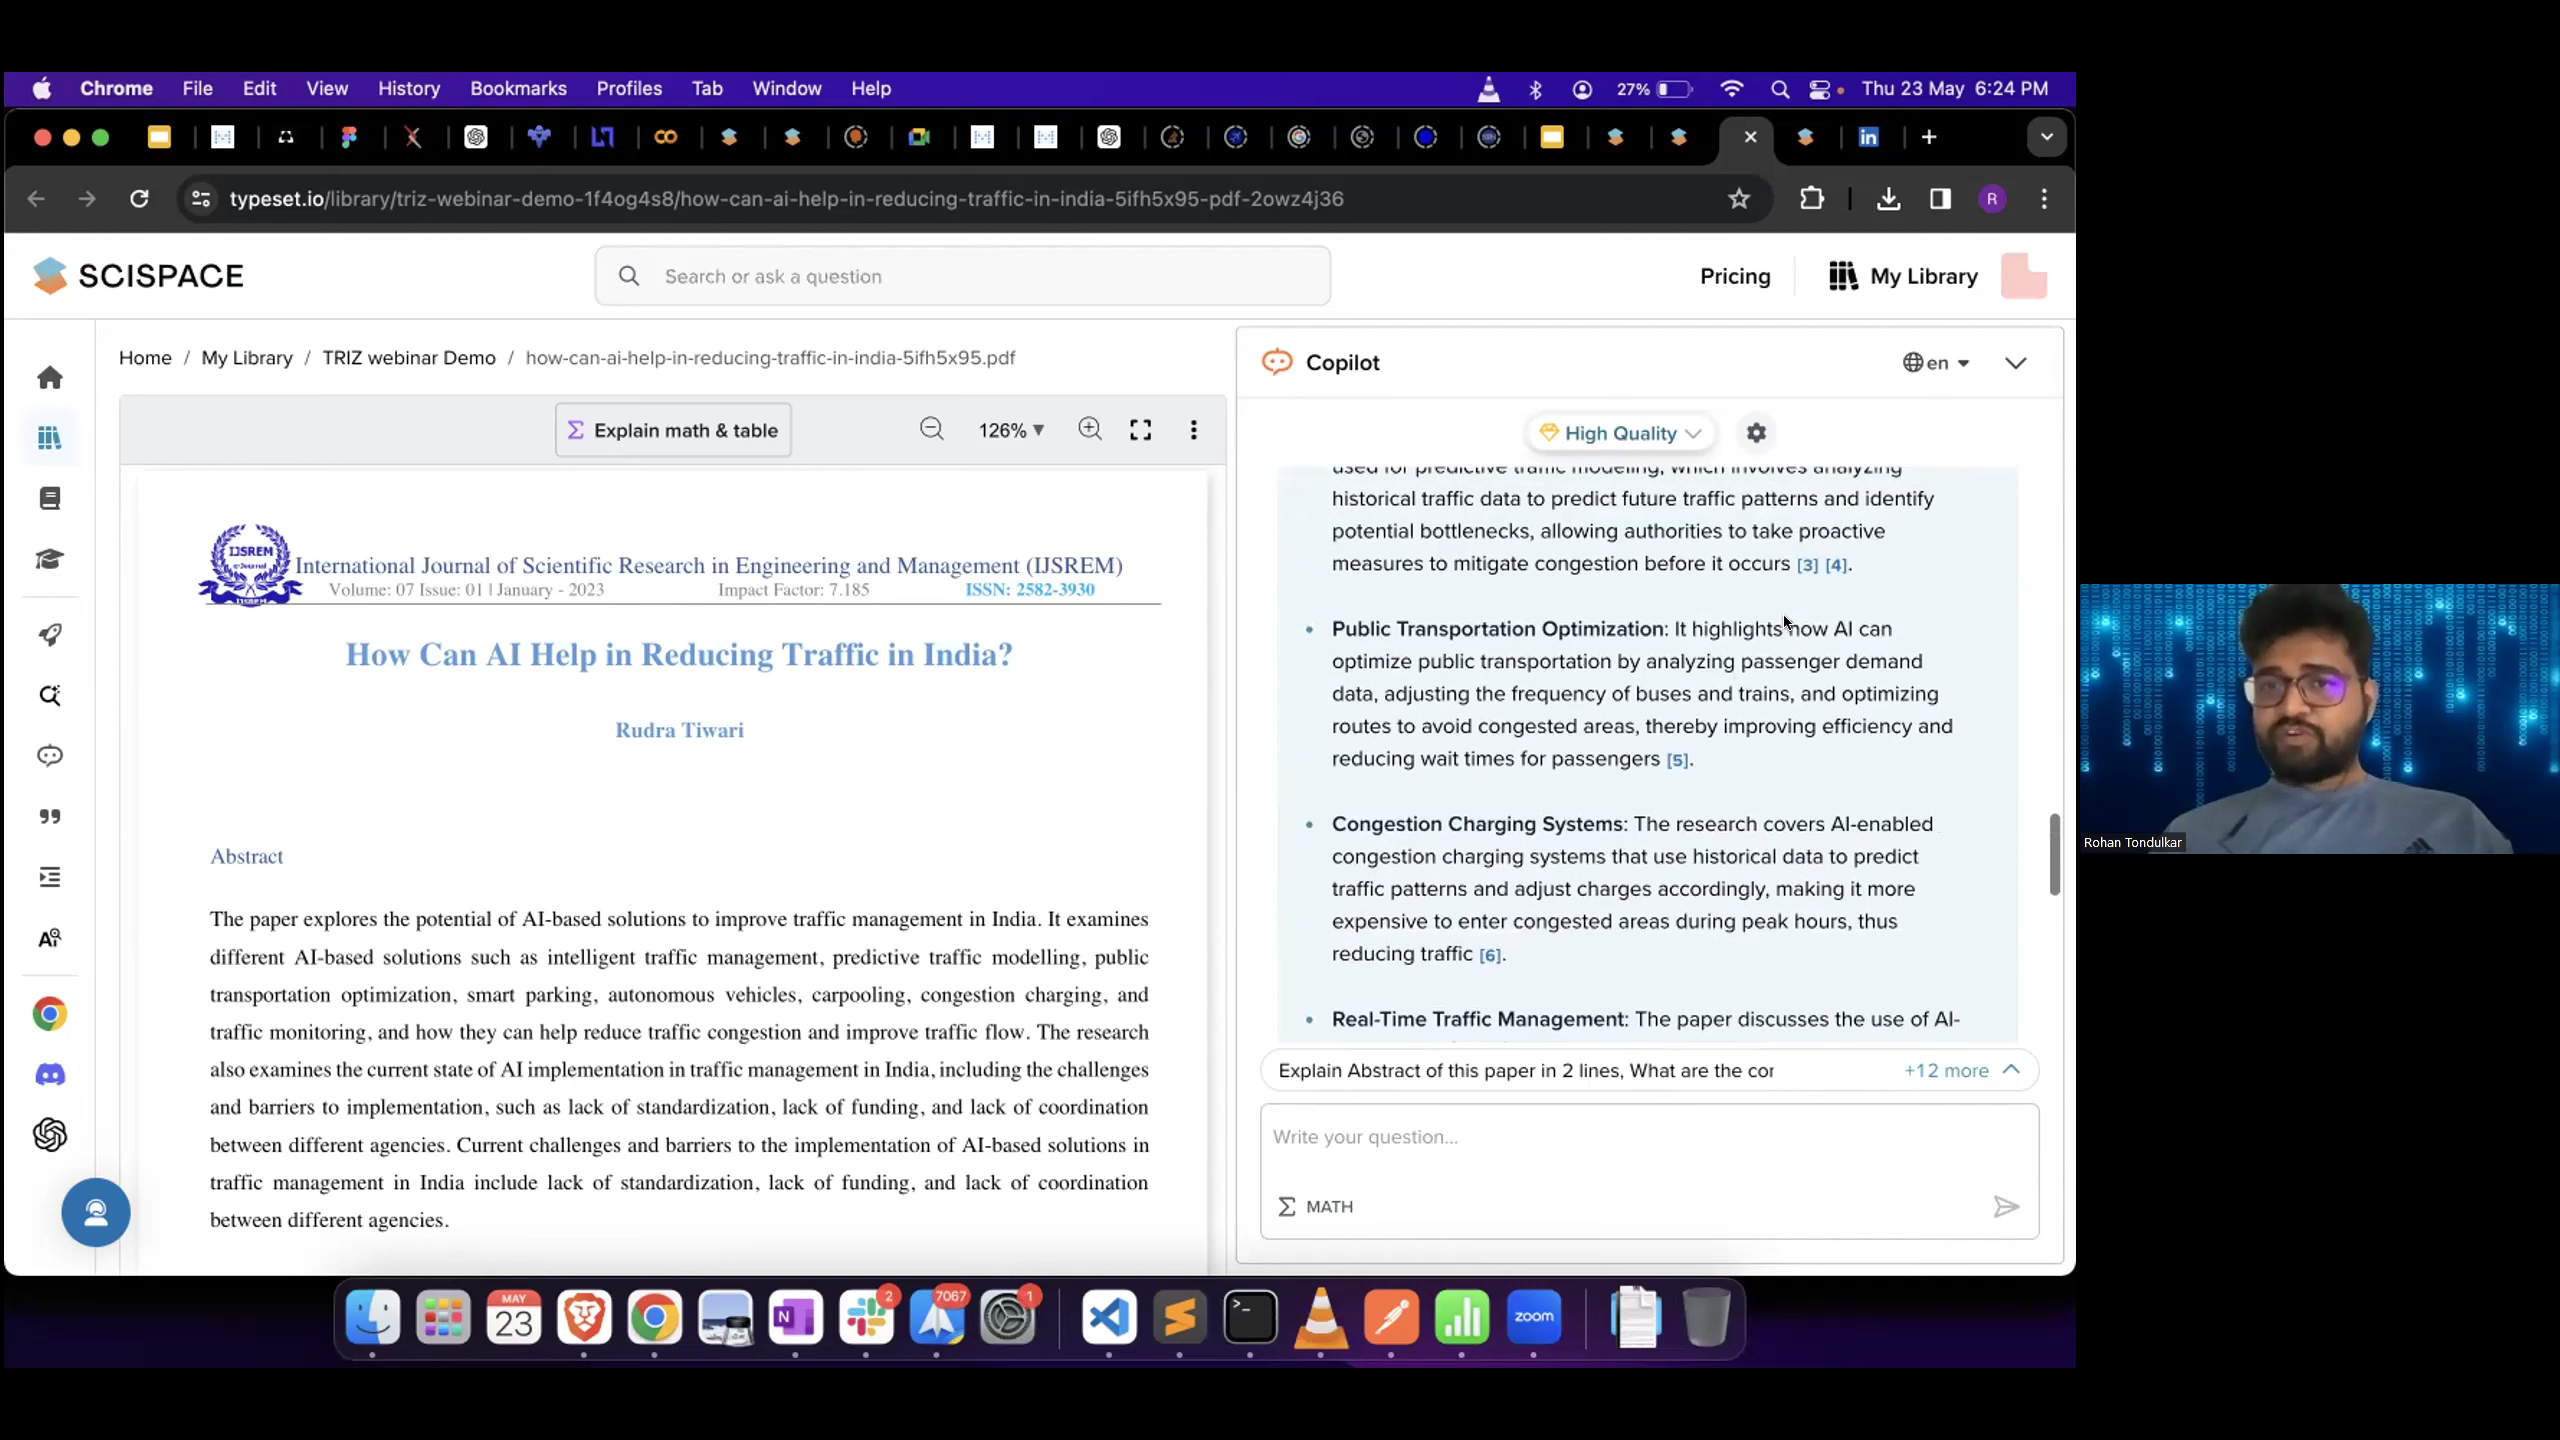 Chrome File Edit View History Bookmarks Profiles Tab Window Help 27% Thu 23 May 6:24 PM
typeset.io/library/triz-webinar-demo-1f4og4s8/how-can-ai-help-in-reducing-traffic-in-india-5ifh5x95-pdf-2owz4j36
R
SCISPACE
Search or ask a question
Pricing
My Library
Home / My Library / TRIZ webinar Demo / how-can-ai-help-in-reducing-traffic-in-india-5ifh5x95.pdf
Explain math & table
126%
IJSREM
International Journal of Scientific Research in Engineering and Management (IJSREM)
Volume: 07 Issue: 01 | January - 2023 Impact Factor: 7.185 ISSN: 2582-3930
How Can AI Help in Reducing Traffic in India?
Rudra Tiwari
Abstract
The paper explores the potential of AI-based solutions to improve traffic management in India. It examines
different AI-based solutions such as intelligent traffic management, predictive traffic modelling, public
transportation optimization, smart parking, autonomous vehicles, carpooling, congestion charging, and
traffic monitoring, and how they can help reduce traffic congestion and improve traffic flow. The research
also examines the current state of AI implementation in traffic management in India, including the challenges
and barriers to implementation, such as lack of standardization, lack of funding, and lack of coordination
between different agencies. Current challenges and barriers to the implementation of AI-based solutions in
traffic management in India include lack of standardization, lack of funding, and lack of coordination
between different agencies.
Copilot
en
High Quality
used for predictive traffic modeling, which involves analyzing
historical traffic data to predict future traffic patterns and identify
potential bottlenecks, allowing authorities to take proactive
measures to mitigate congestion before it occurs [3] [4].
• Public Transportation Optimization: It highlights how AI can
optimize public transportation by analyzing passenger demand
data, adjusting the frequency of buses and trains, and optimizing
routes to avoid congested areas, thereby improving efficiency and
reducing wait times for passengers [5].
• Congestion Charging Systems: The research covers AI-enabled
congestion charging systems that use historical data to predict
traffic patterns and adjust charges accordingly, making it more
expensive to enter congested areas during peak hours, thus
reducing traffic [6].
• Real-Time Traffic Management: The paper discusses the use of AI-
Explain Abstract of this paper in 2 lines, What are the cor
+12 more
Write your question...
MATH
Rohan Tondulkar
MAY
23
2
7067
1
zoom